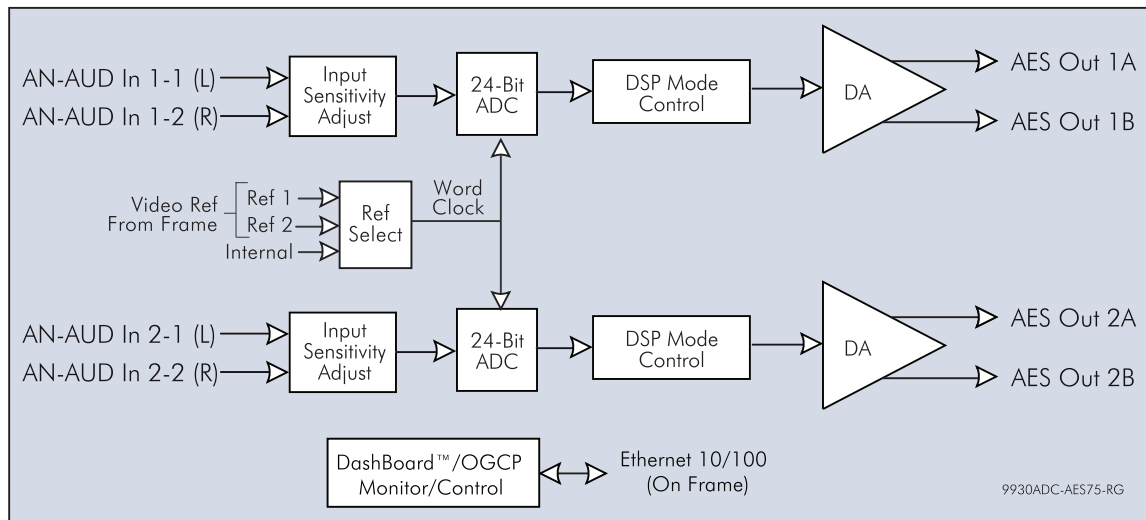 AN-AUD In 1-1 (L)
AN-AUD In 1-2 (R)
Input
Sensitivity
Adjust
24-Bit
ADC
DSP Mode
Control
DA
AES Out 1A
AES Out 1B
Video Ref
From Frame
Ref 1
Ref 2
Internal
Ref
Select
Word
Clock
AN-AUD In 2-1 (L)
AN-AUD In 2-2 (R)
Input
Sensitivity
Adjust
24-Bit
ADC
DSP Mode
Control
DA
AES Out 2A
AES Out 2B
DashBoard™/OGCP
Monitor/Control
Ethernet 10/100
(On Frame)
9930ADC-AES75-RG